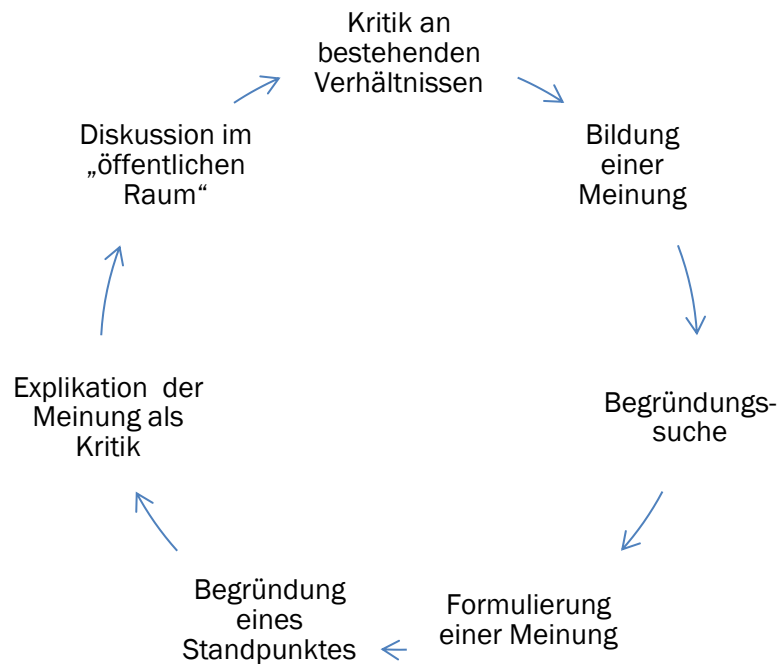 Kritik an
bestehenden
Verhältnissen
Bildung
einer
Meinung
Begründungs-
suche
Formulierung
einer Meinung
Begründung
eines
Standpunktes
Explikation  der
Meinung als
Kritik
Diskussion im
„öffentlichen
Raum“